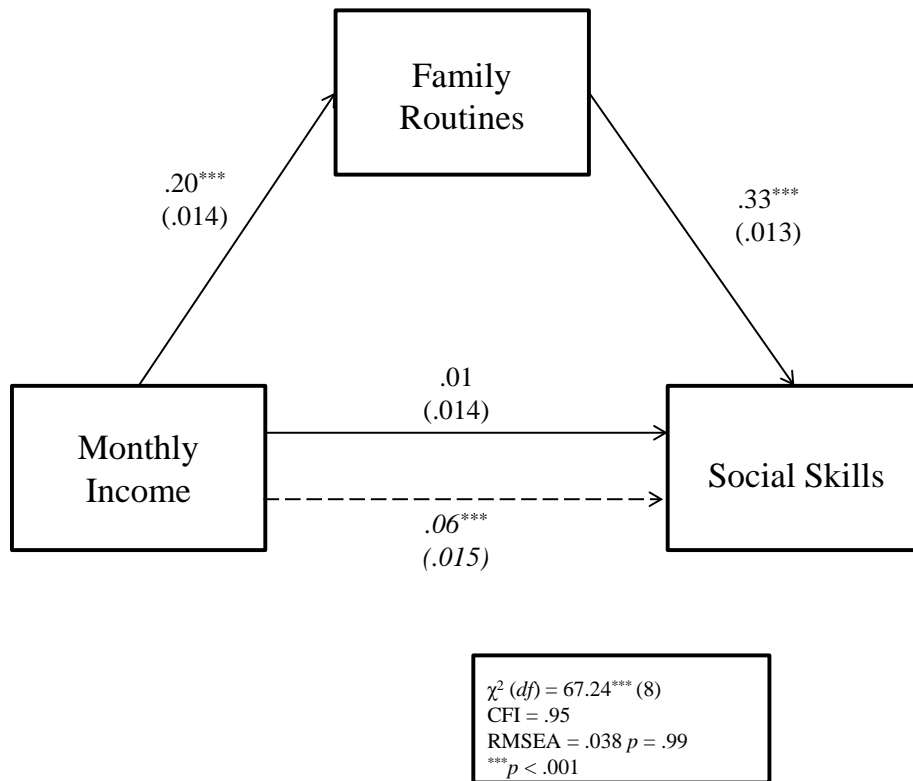 Family
Routines
.20***
(.014)
.33***
(.013)
.01
(.014)
Monthly
Income
Social Skills
.06***
(.015)
χ² (df) = 67.24*** (8)
CFI = .95
RMSEA = .038 p = .99
***p < .001